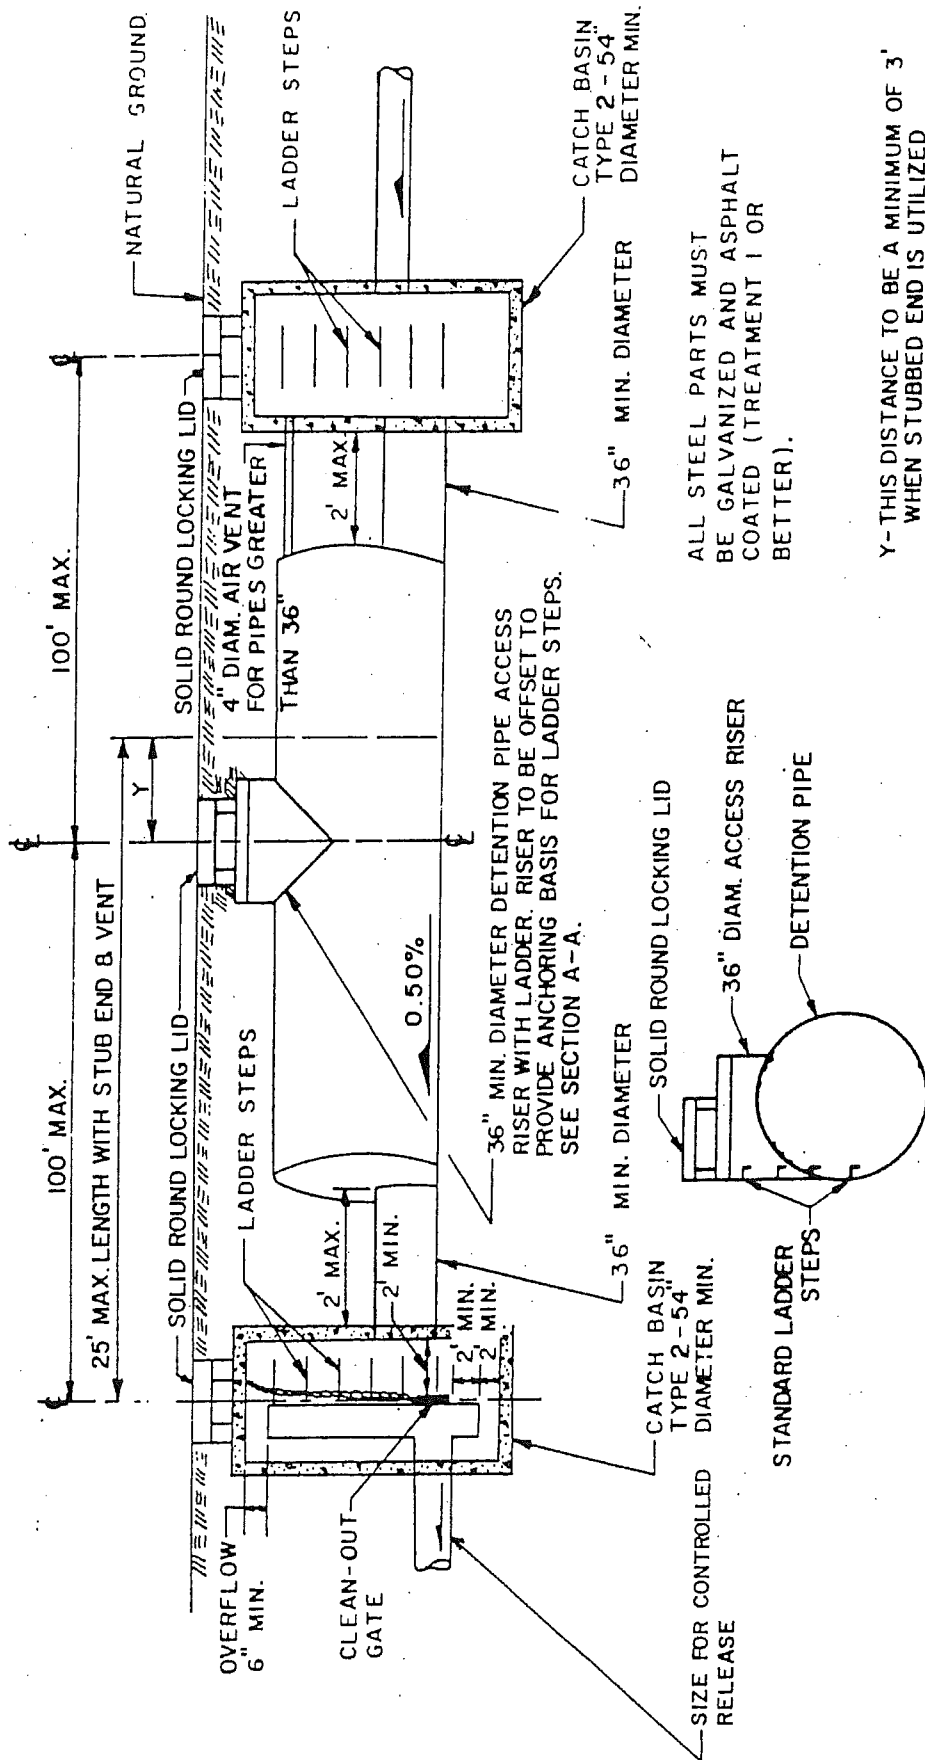 100' MAX.
100' MAX.
25' MAX. LENGTH WITH STUB END & VENT
Y
NATURAL GROUND
SOLID ROUND LOCKING LID
SOLID ROUND LOCKING LID
4" DIAM. AIR VENT
FOR PIPES GREATER
THAN 36"
LADDER STEPS
LADDER STEPS
OVERFLOW
6" MIN.
CLEAN-OUT
GATE
2' MAX.
2' MIN.
2' MIN.
2' MIN.
2' MAX.
0.50%
CATCH BASIN
TYPE 2 - 54"
DIAMETER MIN.
36" MIN. DIAMETER DETENTION PIPE ACCESS
RISER WITH LADDER. RISER TO BE OFFSET TO
PROVIDE ANCHORING BASIS FOR LADDER STEPS.
SEE SECTION A-A.
36" MIN. DIAMETER
36" MIN. DIAMETER
CATCH BASIN
TYPE 2-54"
DIAMETER MIN.
SIZE FOR CONTROLLED
RELEASE
SOLID ROUND LOCKING LID
36" DIAM. ACCESS RISER
DETENTION PIPE
STANDARD LADDER
STEPS
ALL STEEL PARTS MUST
BE GALVANIZED AND ASPHALT
COATED (TREATMENT I OR
BETTER).
Y-THIS DISTANCE TO BE A MINIMUM OF 3'
WHEN STUBBED END IS UTILIZED